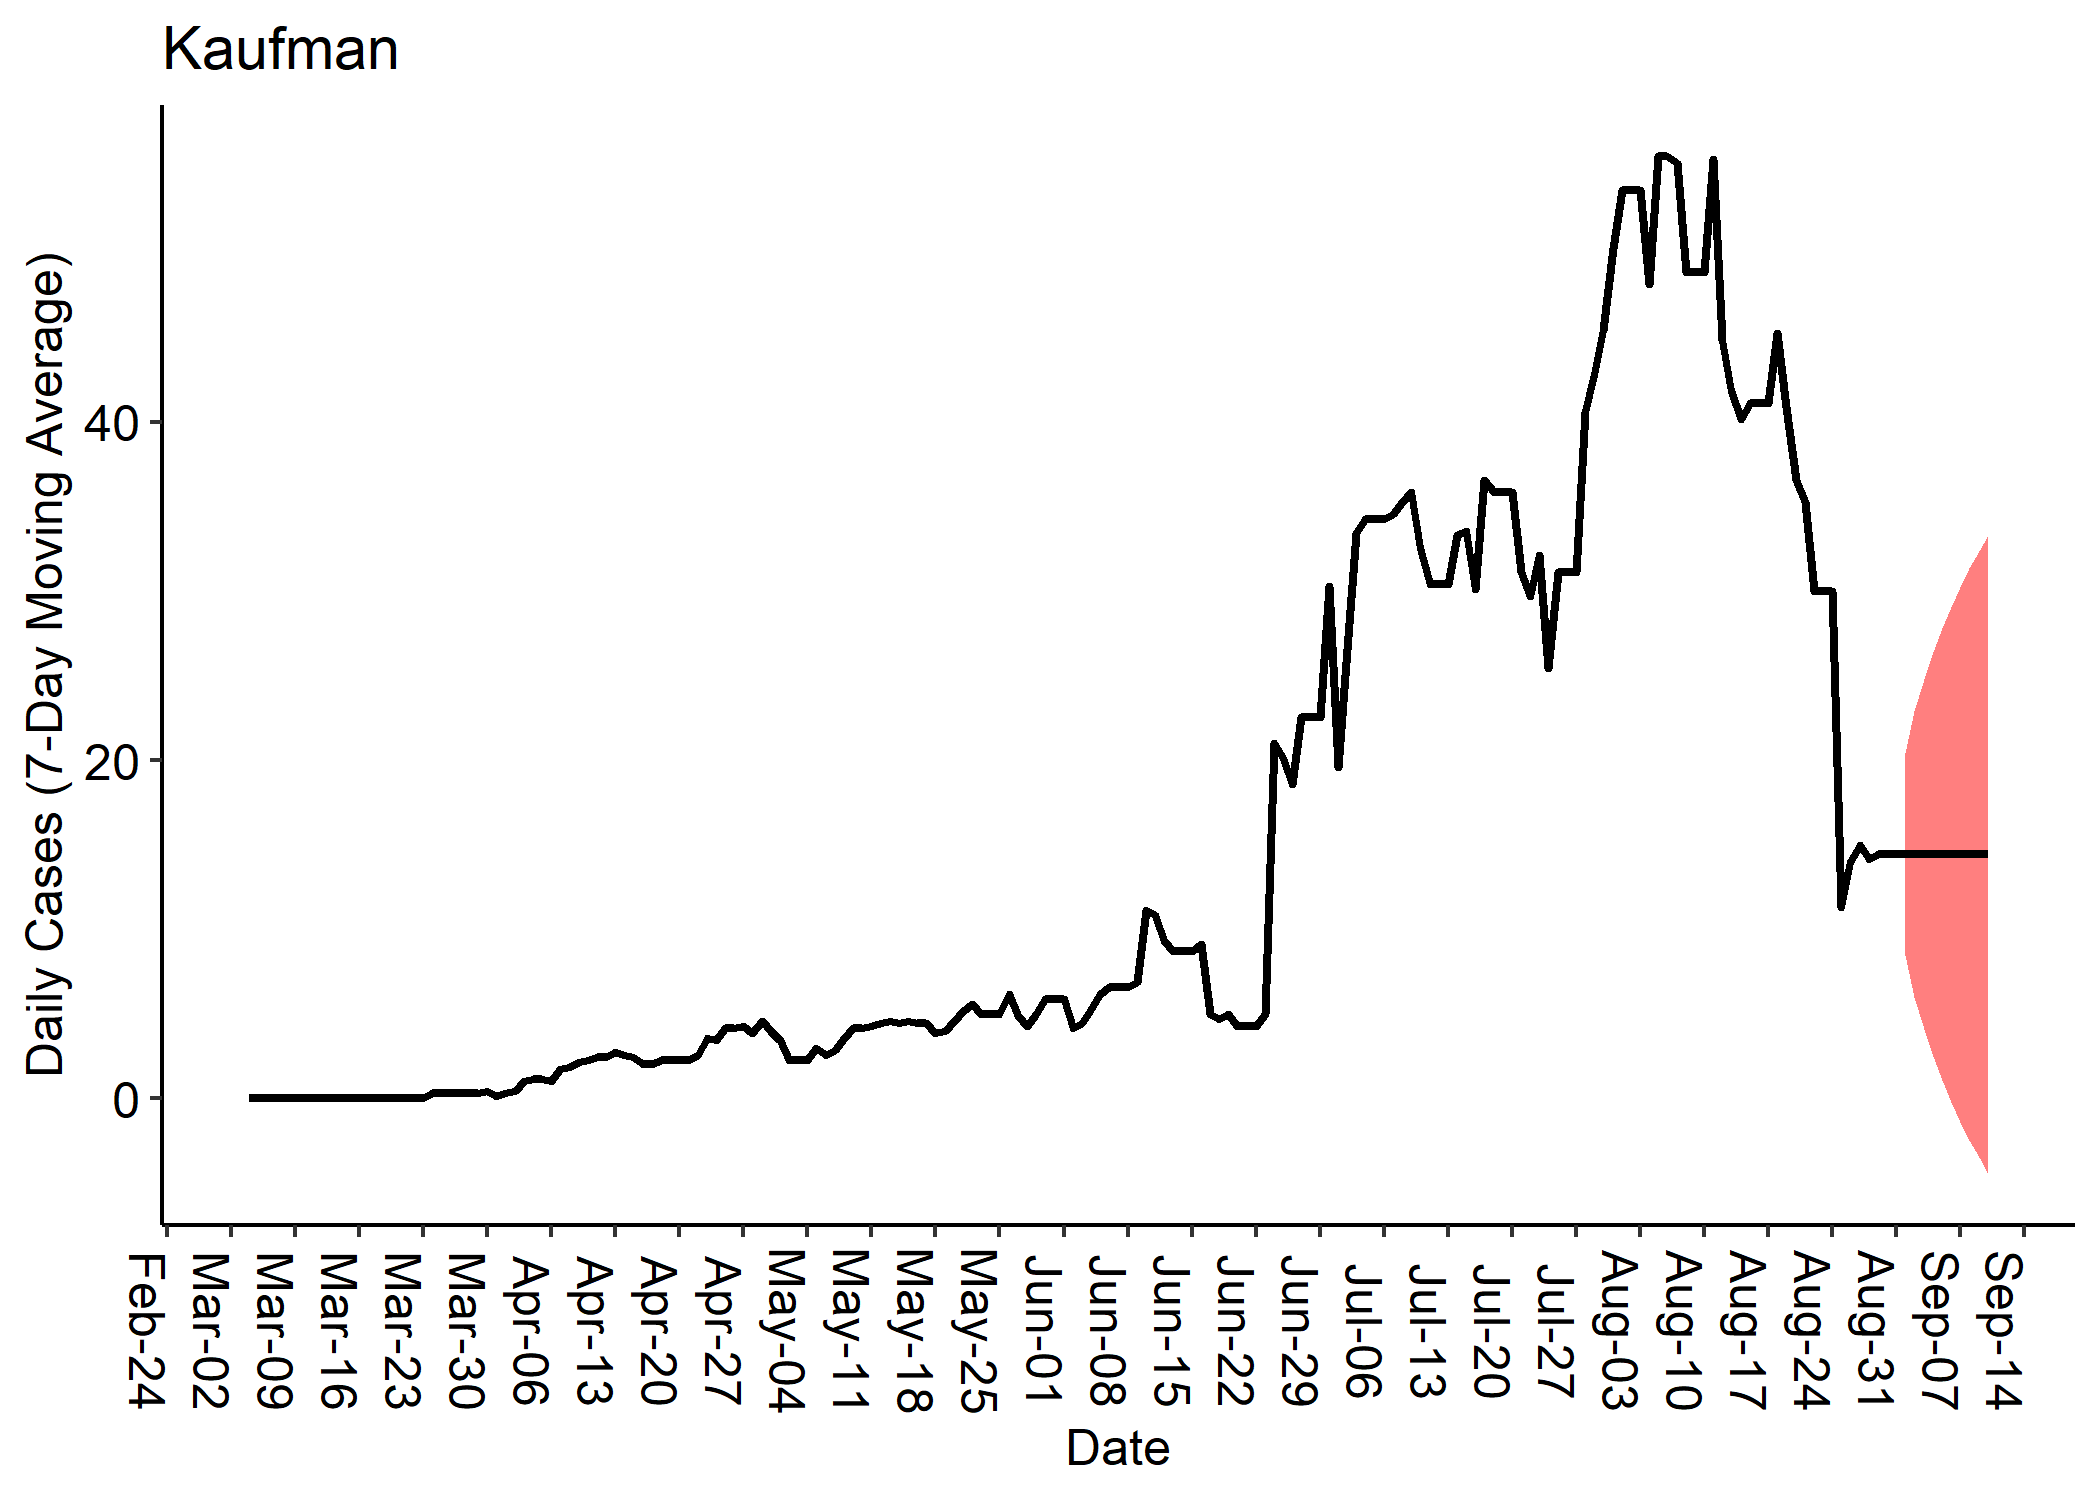 Kaufman
Daily Cases (7-Day Moving Average)
40
20
0
Feb-24
Mar-02
Mar-09
Mar-16
Mar-23
Mar-30
Apr-06
Apr-13
Apr-20
Apr-27
May-04
May-11
May-18
May-25
Jun-01
Jun-08
Jun-15
Jun-22
Jun-29
Jul-06
Jul-13
Jul-20
Jul-27
Aug-03
Aug-10
Aug-17
Aug-24
Aug-31
Sep-07
Sep-14
Date